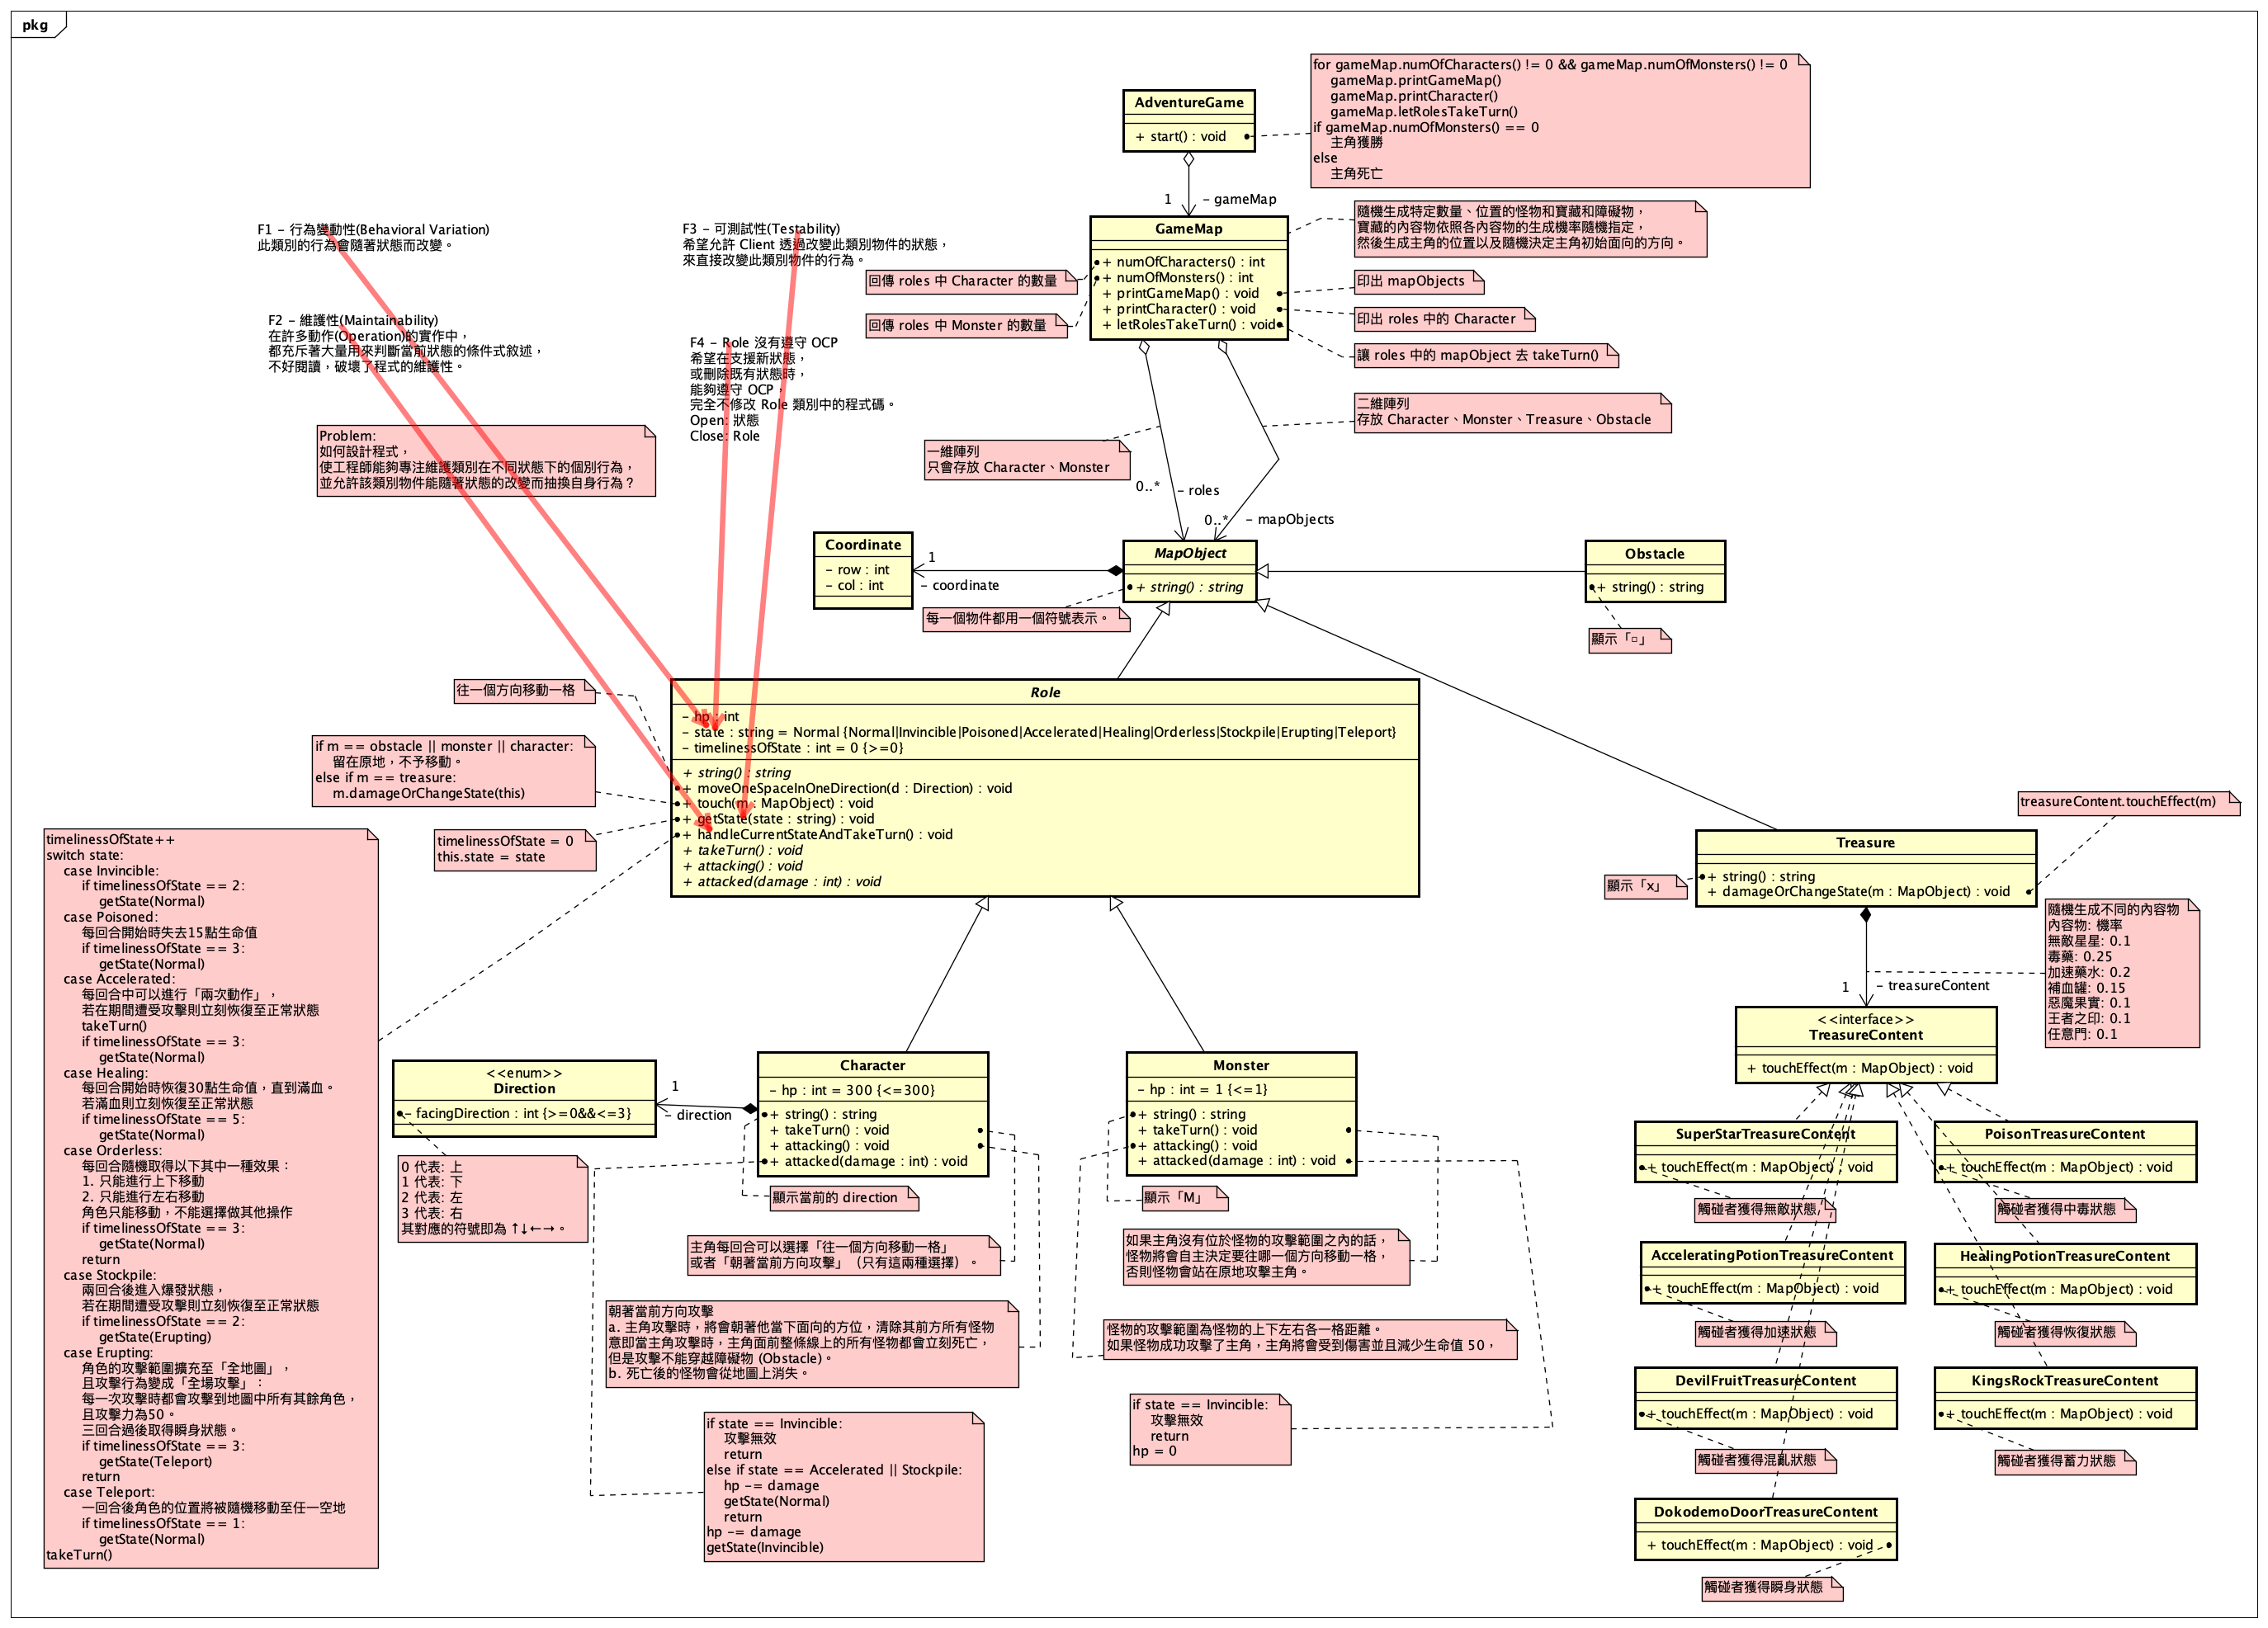 pkg
for gameMap.numOfCharacters() != 0 && gameMap.numOfMonsters() != 0
gameMap.printGameMap()
gameMap.printCharacter()
gameMap.letRolesTakeTurn()
if gameMap.numOfMonsters() == 0
主角獲勝
else
主角死亡
AdventureGame
+ start() : void
1
– gameMap
F1 – 行為變動性(Behavioral Variation)
此類別的行為會隨著狀態而改變。
F2 – 維護性(Maintainability)
在許多動作(Operation)的實作中，
都充斥著大量用來判斷當前狀態的條件式敘述，
不好閱讀，破壞了程式的維護性。
F3 – 可測試性(Testability)
希望允許 Client 透過改變此類別物件的狀態，
來直接改變此類別物件的行為。
F4 – Role 沒有遵守 OCP
希望在支援新狀態，
或刪除既有狀態時，
能夠遵守 OCP，
完全不修改 Role 類別中的程式碼。
Open: 狀態
Close: Role
Problem:
如何設計程式，
使工程師能夠專注維護類別在不同狀態下的個別行為，
並允許該類別物件能隨著狀態的改變而抽換自身行為？
GameMap
+ numOfCharacters() : int
+ numOfMonsters() : int
+ printGameMap() : void
+ printCharacter() : void
+ letRolesTakeTurn() : void
隨機生成特定數量、位置的怪物和寶藏和障礙物，
寶藏的內容物依照各內容物的生成機率隨機指定，
然後生成主角的位置以及隨機決定主角初始面向的方向。
回傳 roles 中 Character 的數量
回傳 roles 中 Monster 的數量
印出 mapObjects
印出 roles 中的 Character
讓 roles 中的 mapObject 去 takeTurn()
二維陣列
存放 Character、Monster、Treasure、Obstacle
一維陣列
只會存放 Character、Monster
0..*
– roles
0..*
– mapObjects
Coordinate
– row : int
– col : int
1
– coordinate
MapObject
+ string() : string
每一個物件都用一個符號表示。
Obstacle
+ string() : string
顯示「□」
Role
– hp : int
– state : string = Normal {Normal|Invincible|Poisoned|Accelerated|Healing|Orderless|Stockpile|Erupting|Teleport}
– timelinessOfState : int = 0 {>=0}
+ string() : string
+ moveOneSpaceInOneDirection(d : Direction) : void
+ touch(m : MapObject) : void
+ getState(state : string) : void
+ handleCurrentStateAndTakeTurn() : void
+ takeTurn() : void
+ attacking() : void
+ attacked(damage : int) : void
往一個方向移動一格
if m == obstacle || monster || character:
留在原地，不予移動。
else if m == treasure:
m.damageOrChangeState(this)
timelinessOfState = 0
this.state = state
timelinessOfState++
switch state:
case Invincible:
if timelinessOfState == 2:
getState(Normal)
case Poisoned:
每回合開始時失去15點生命值
if timelinessOfState == 3:
getState(Normal)
case Accelerated:
每回合中可以進行「兩次動作」，
若在期間遭受攻擊則立刻恢復至正常狀態
takeTurn()
if timelinessOfState == 3:
getState(Normal)
case Healing:
每回合開始時恢復30點生命值，直到滿血。
若滿血則立刻恢復至正常狀態
if timelinessOfState == 5:
getState(Normal)
case Orderless:
每回合隨機取得以下其中一種效果：
1. 只能進行上下移動
2. 只能進行左右移動
角色只能移動，不能選擇做其他操作
if timelinessOfState == 3:
getState(Normal)
return
case Stockpile:
兩回合後進入爆發狀態，
若在期間遭受攻擊則立刻恢復至正常狀態
if timelinessOfState == 2:
getState(Erupting)
case Erupting:
角色的攻擊範圍擴充至「全地圖」，
且攻擊行為變成「全場攻擊」：
每一次攻擊時都會攻擊到地圖中所有其餘角色，
且攻擊力為50。
三回合過後取得瞬身狀態。
if timelinessOfState == 3:
getState(Teleport)
return
case Teleport:
一回合後角色的位置將被隨機移動至任一空地
if timelinessOfState == 1:
getState(Normal)
takeTurn()
<<enum>>
Direction
– facingDirection : int {>=0&&<=3}
1
– direction
0 代表: 上
1 代表: 下
2 代表: 左
3 代表: 右
其對應的符號即為 ↑↓←→。
Character
– hp : int = 300 {<=300}
+ string() : string
+ takeTurn() : void
+ attacking() : void
+ attacked(damage : int) : void
顯示當前的 direction
主角每回合可以選擇「往一個方向移動一格」
或者「朝著當前方向攻擊」（只有這兩種選擇）。
朝著當前方向攻擊
a. 主角攻擊時，將會朝著他當下面向的方位，清除其前方所有怪物
意即當主角攻擊時，主角面前整條線上的所有怪物都會立刻死亡，
但是攻擊不能穿越障礙物 (Obstacle)。
b. 死亡後的怪物會從地圖上消失。
if state == Invincible:
攻擊無效
return
else if state == Accelerated || Stockpile:
hp –= damage
getState(Normal)
return
hp –= damage
getState(Invincible)
Monster
– hp : int = 1 {<=1}
+ string() : string
+ takeTurn() : void
+ attacking() : void
+ attacked(damage : int) : void
顯示「M」
如果主角沒有位於怪物的攻擊範圍之內的話，
怪物將會自主決定要往哪一個方向移動一格，
否則怪物會站在原地攻擊主角。
怪物的攻擊範圍為怪物的上下左右各一格距離。
如果怪物成功攻擊了主角，主角將會受到傷害並且減少生命值 50，
if state == Invincible:
攻擊無效
return
hp = 0
treasureContent.touchEffect(m)
Treasure
+ string() : string
+ damageOrChangeState(m : MapObject) : void
顯示「x」
隨機生成不同的內容物
內容物: 機率
無敵星星: 0.1
毒藥: 0.25
加速藥水: 0.2
補血罐: 0.15
惡魔果實: 0.1
王者之印: 0.1
任意門: 0.1
1
– treasureContent
<<interface>>
TreasureContent
+ touchEffect(m : MapObject) : void
SuperStarTreasureContent
+ touchEffect(m : MapObject) : void
觸碰者獲得無敵狀態。
PoisonTreasureContent
+ touchEffect(m : MapObject) : void
觸碰者獲得中毒狀態
AcceleratingPotionTreasureContent
+ touchEffect(m : MapObject) : void
觸碰者獲得加速狀態
HealingPotionTreasureContent
+ touchEffect(m : MapObject) : void
觸碰者獲得恢復狀態
DevilFruitTreasureContent
+ touchEffect(m : MapObject) : void
觸碰者獲得混亂狀態
KingsRockTreasureContent
+ touchEffect(m : MapObject) : void
觸碰者獲得蓄力狀態
DokodemoDoorTreasureContent
+ touchEffect(m : MapObject) : void
觸碰者獲得瞬身狀態